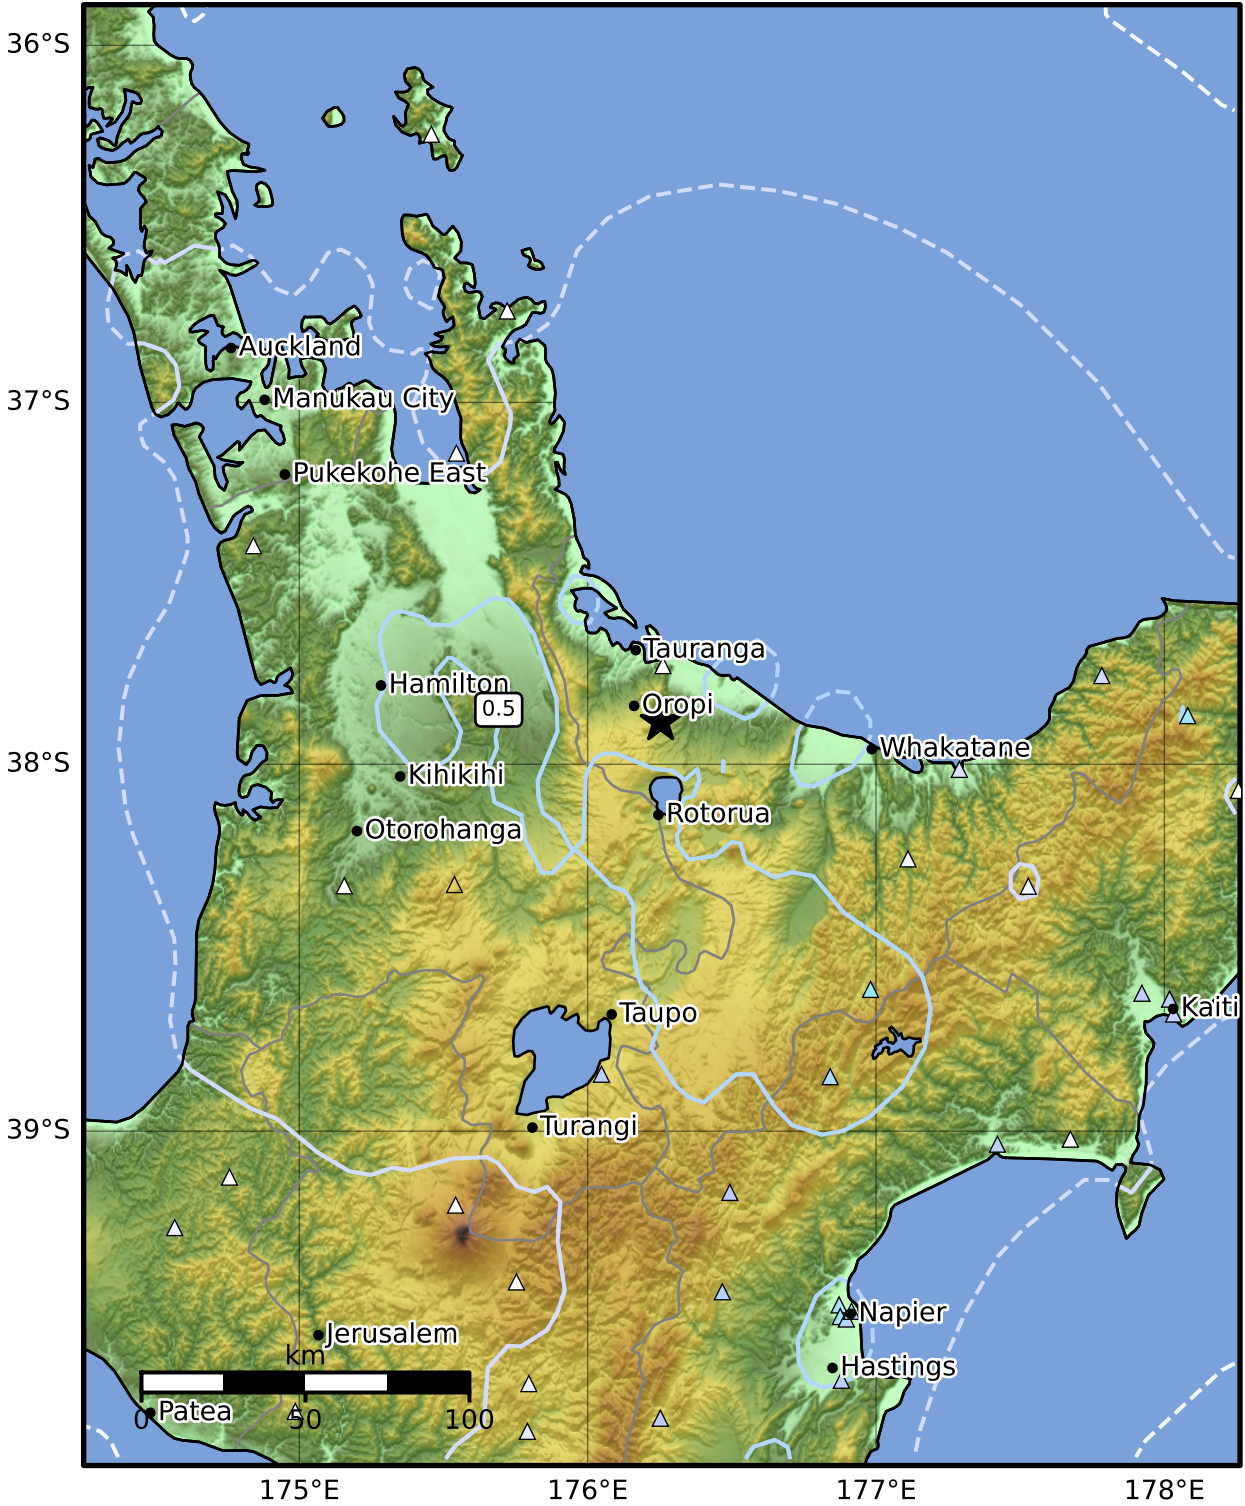 36°S
Auckland
37°S
Manukau City
Pukekohe East
Tauranga
Hamilton
0.5
Oropi
Whakatane
38°S
Kihikihi
Rotorua
Otorohanga
Taupo
Kaiti
39°S
Turangi
Napier
Jerusalem
km
Hastings
Patea
0
50
100
175°E
176°E
177°E
178°E